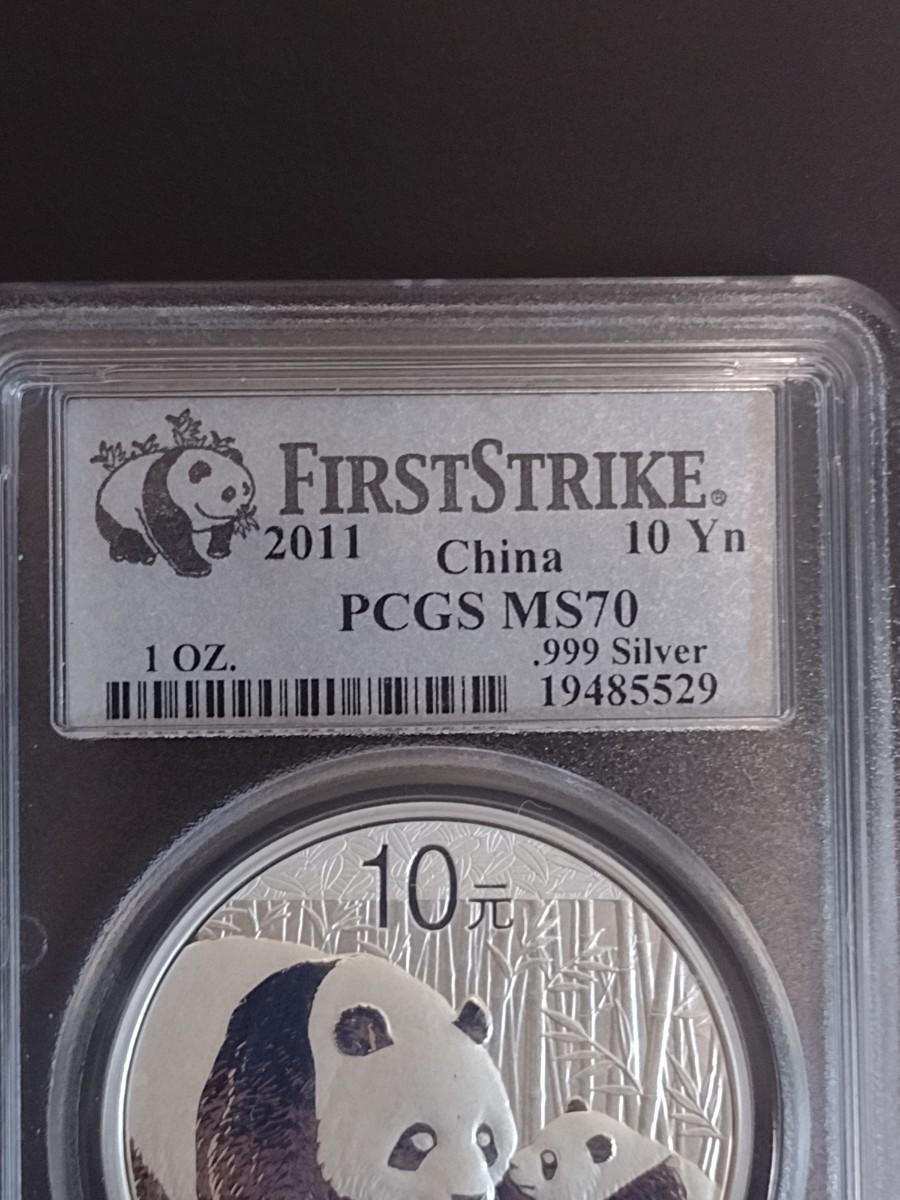 FIRSTSTRIKE®
2011 China 10 Yn
PCGS MS70
1 OZ. .999 Silver
19485529
10元